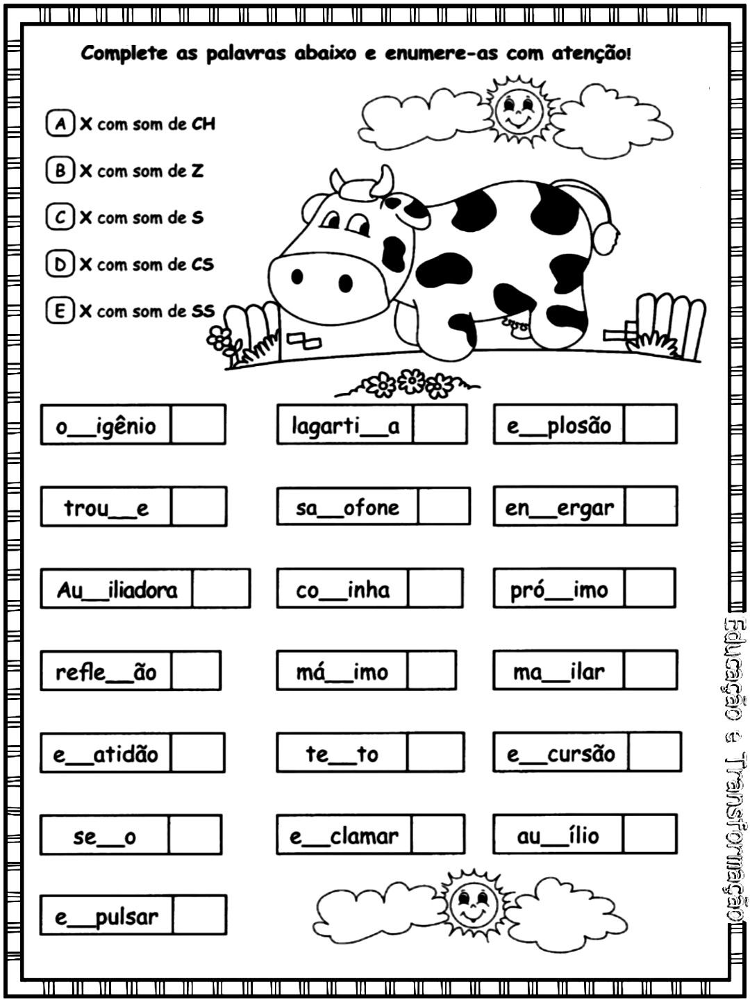 Complete as palavras abaixo e enumere-as com atenção!
A X com som de CH
B X com som de Z
C X com som de S
D X com som de CS
E X com som de SS
o__igênio lagarti__a e__plosão
trou__e sa__ofone en__ergar
Au__iliadora co__inha pró__imo
refle__ão má__imo ma__ilar
e__atidão te__to e__cursão
se__o e__clamar au__ílio
e__pulsar
Educação e Transformação